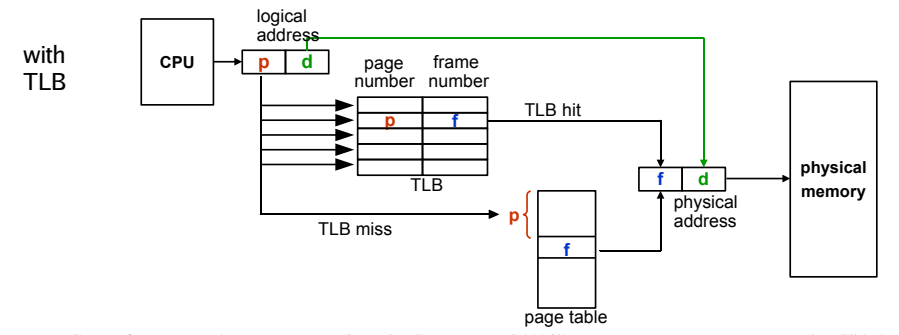 with
TLB
CPU
logical
address
p d
page
number
frame
number
p f
TLB
TLB hit
TLB miss
p
f
page table
f d
physical
address
physical
memory